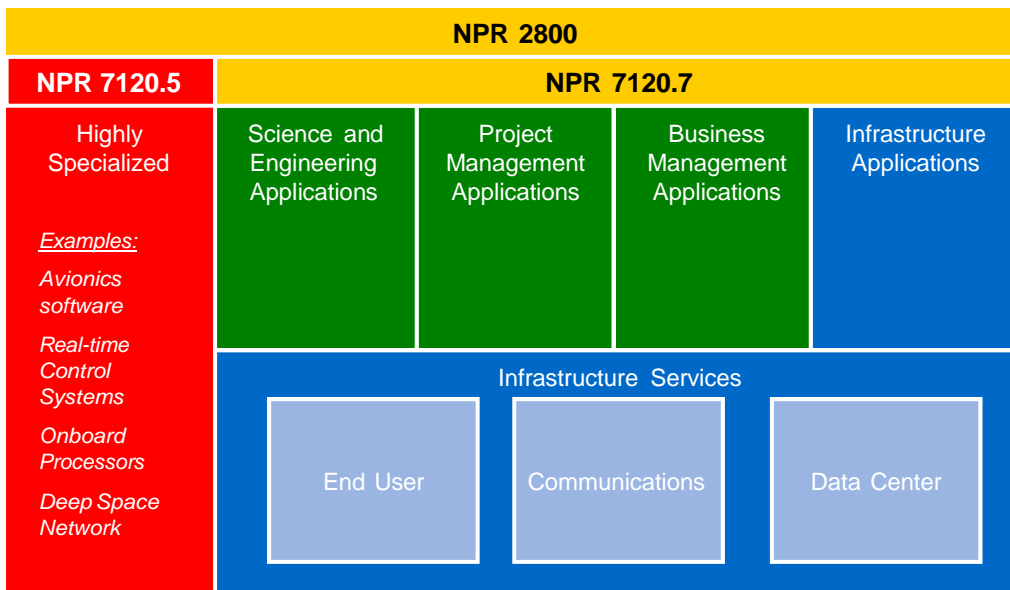 NPR 2800
NPR 7120.5
NPR 7120.7
Highly
Specialized
Examples:
Avionics
software
Real-time
Control
Systems
Onboard
Processors
Deep Space
Network
Science and
Engineering
Applications
Project
Management
Applications
Business
Management
Applications
Infrastructure
Applications
Infrastructure Services
End User
Communications
Data Center